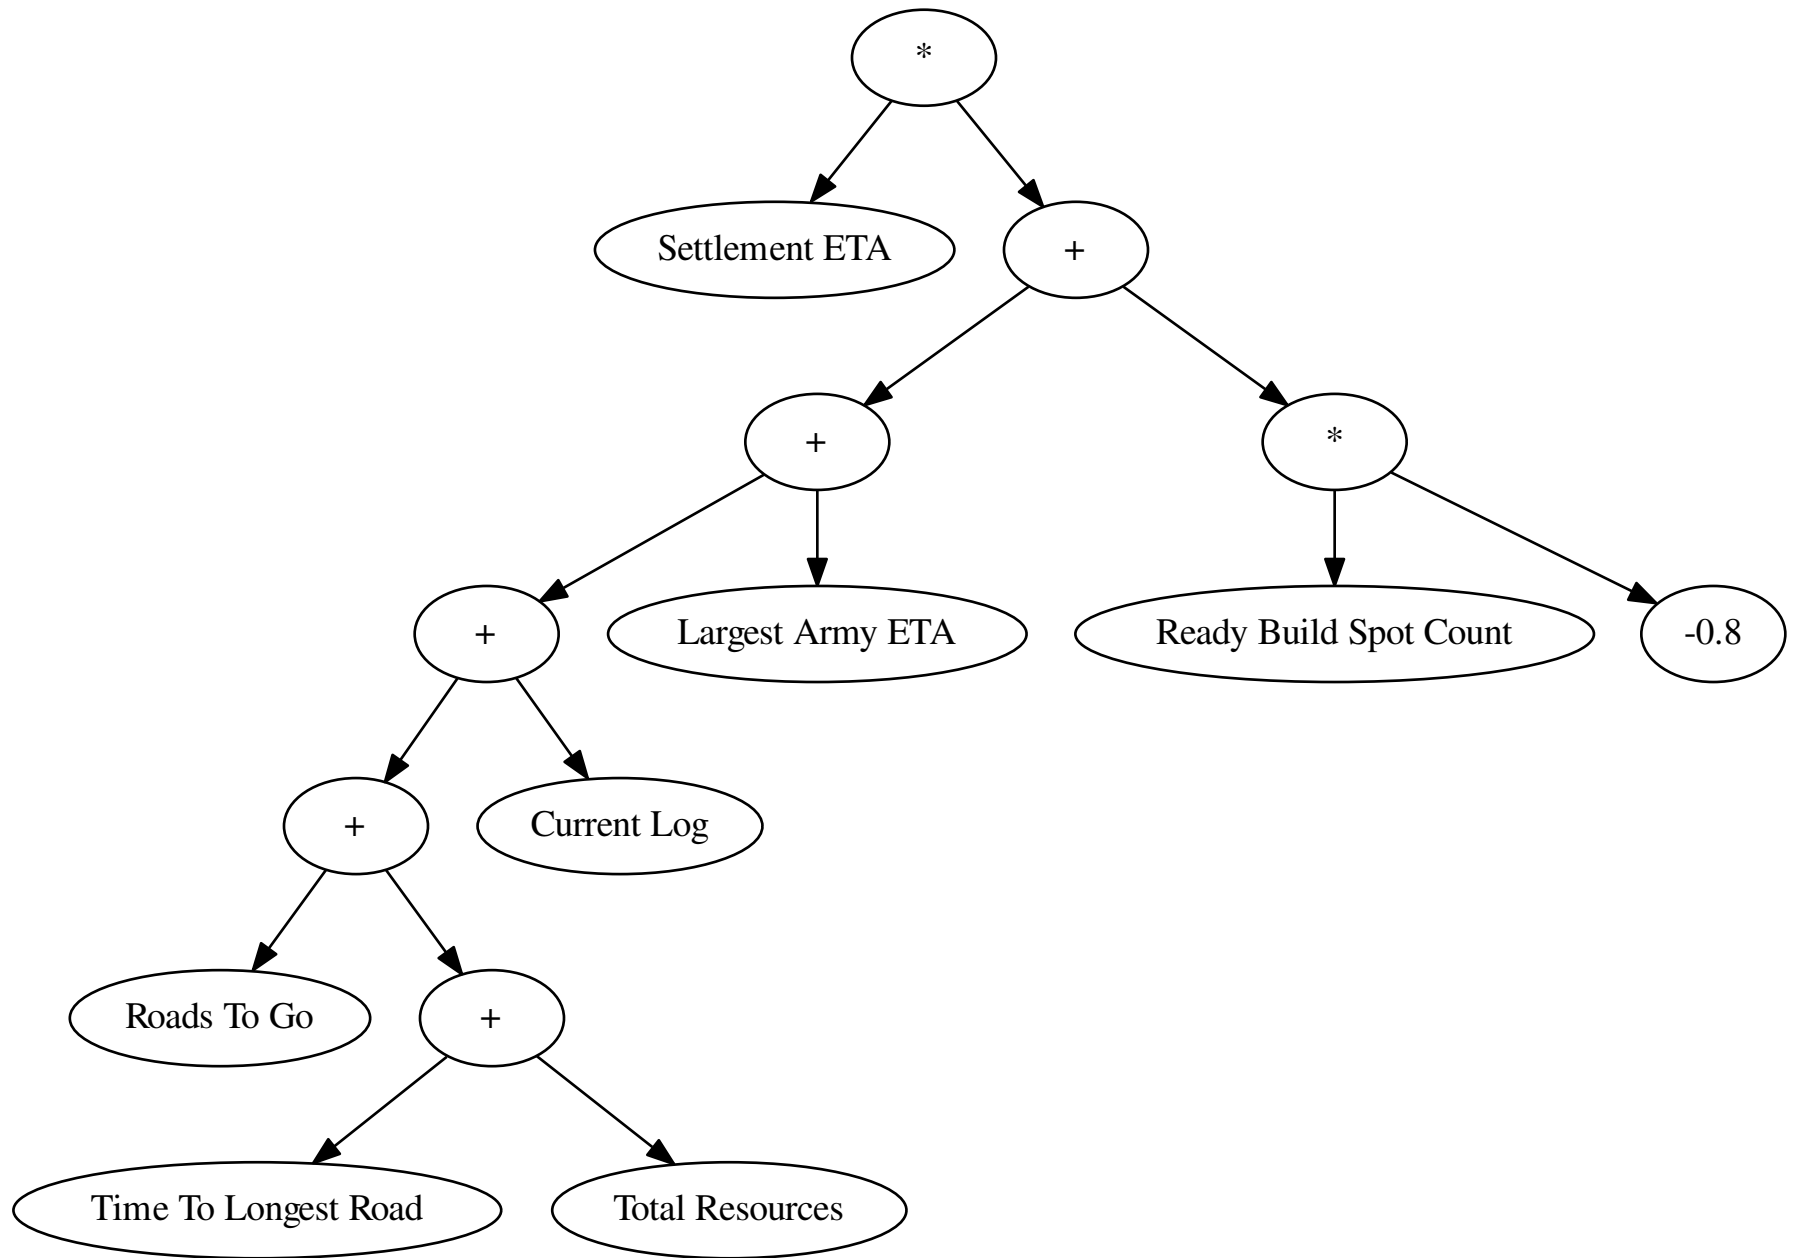 *
Settlement ETA
+
+
*
+
Largest Army ETA
Ready Build Spot Count
-0.8
+
Current Log
Roads To Go
+
Time To Longest Road
Total Resources